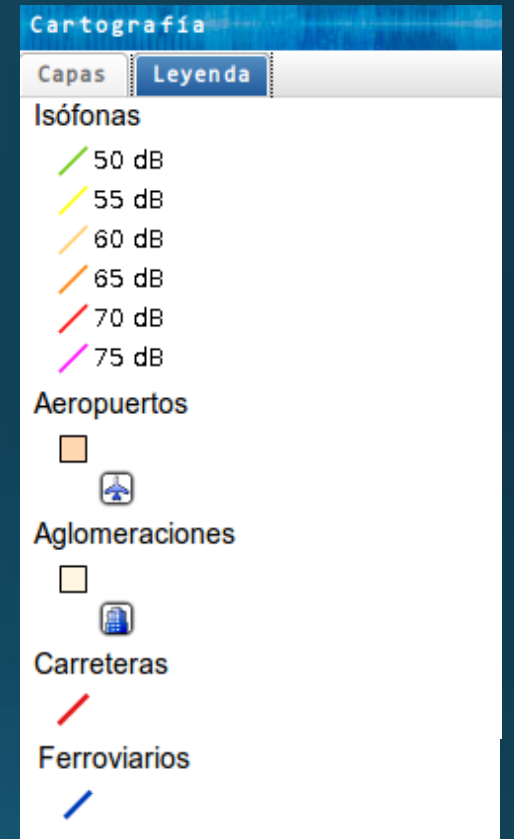 Cartografía
Capas Leyenda
Isófonas
50 dB
55 dB
60 dB
65 dB
70 dB
75 dB
Aeropuertos
Aglomeraciones
Carreteras
Ferroviarios